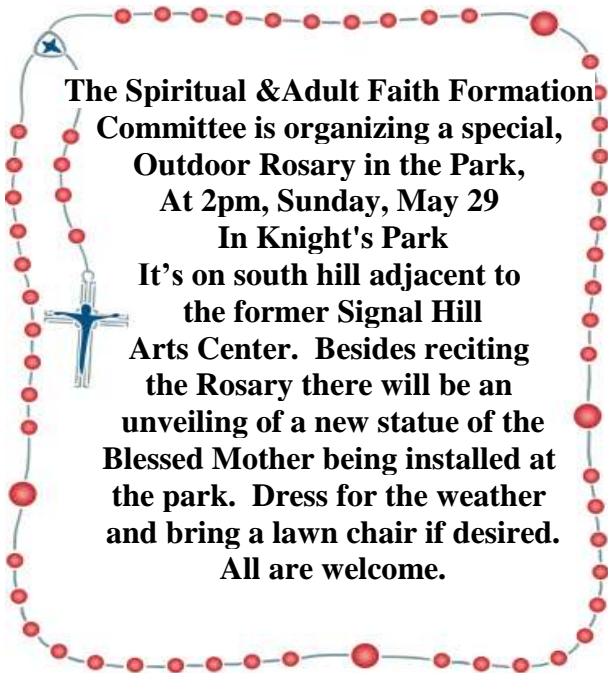 The Spiritual &Adult Faith Formation
Committee is organizing a special,
Outdoor Rosary in the Park,
At 2pm, Sunday, May 29
In Knight's Park
It’s on south hill adjacent to
the former Signal Hill
Arts Center.  Besides reciting
the Rosary there will be an
unveiling of a new statue of the
Blessed Mother being installed at
the park.  Dress for the weather
and bring a lawn chair if desired.
All are welcome.